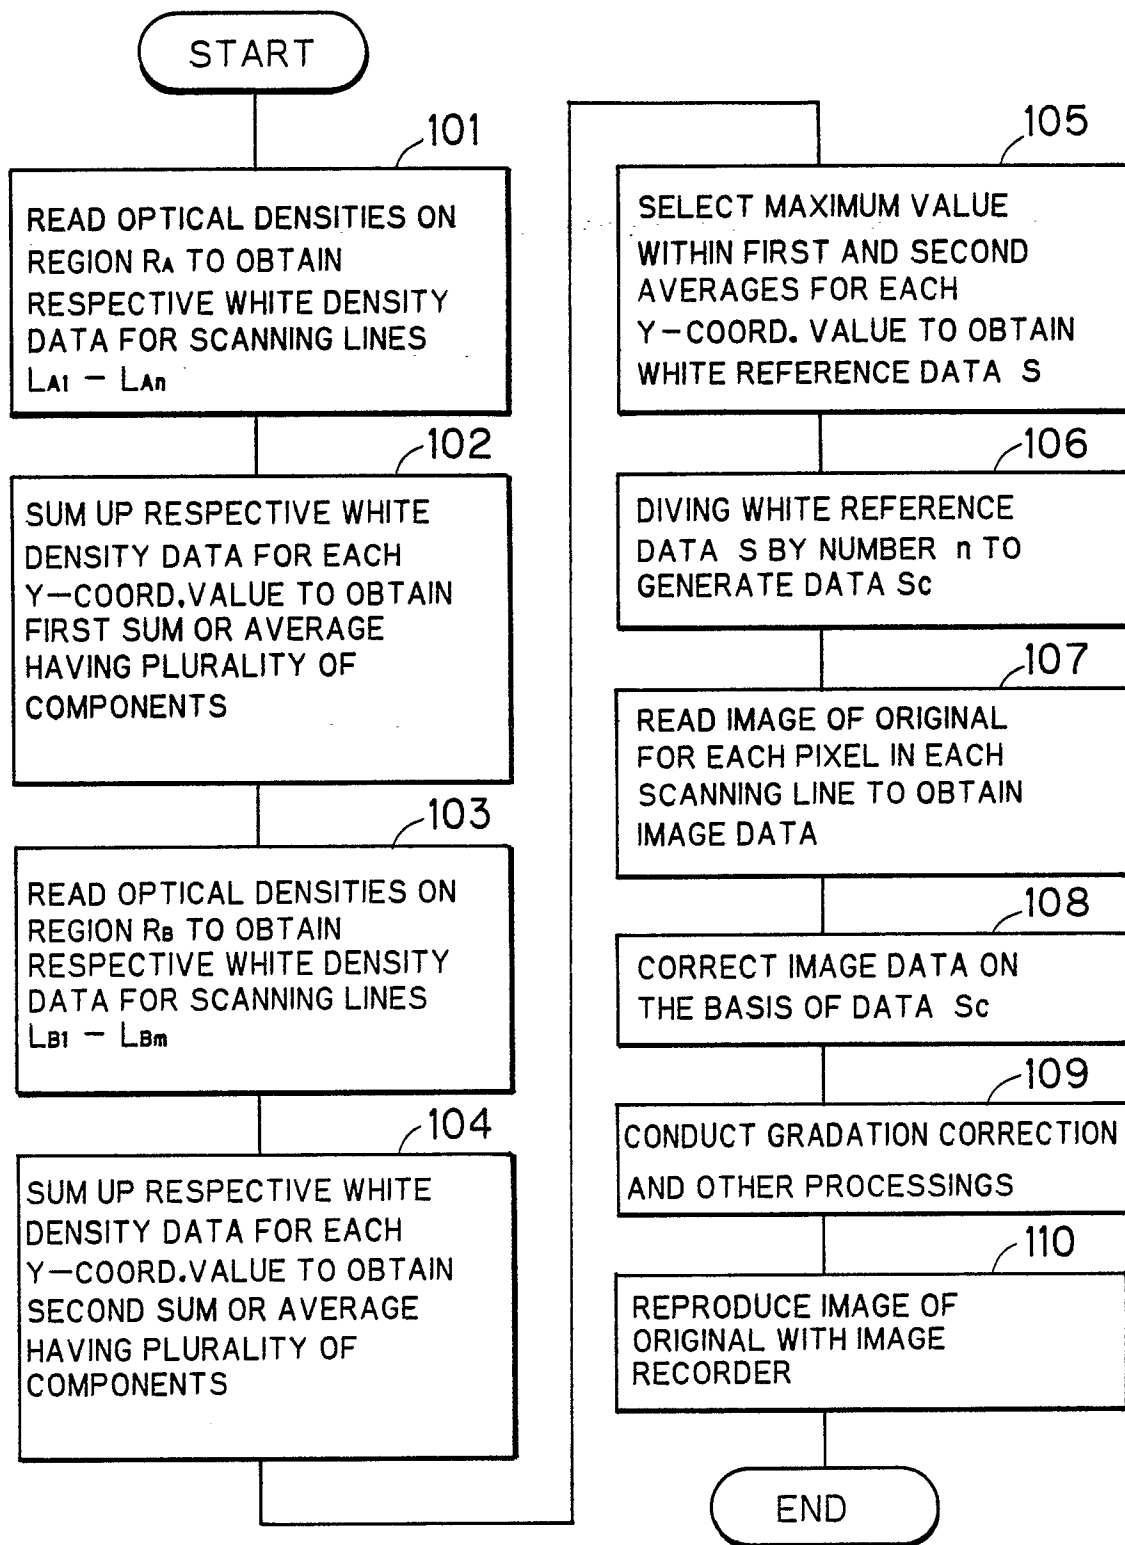 START
101
READ OPTICAL DENSITIES ON
REGION RA TO OBTAIN
RESPECTIVE WHITE DENSITY
DATA FOR SCANNING LINES
LA1 — LAn
102
SUM UP RESPECTIVE WHITE
DENSITY DATA FOR EACH
Y—COORD.VALUE TO OBTAIN
FIRST SUM OR AVERAGE
HAVING PLURALITY OF
COMPONENTS
103
READ OPTICAL DENSITIES ON
REGION RB TO OBTAIN
RESPECTIVE WHITE DENSITY
DATA FOR SCANNING LINES
LB1 — LBm
104
SUM UP RESPECTIVE WHITE
DENSITY DATA FOR EACH
Y—COORD.VALUE TO OBTAIN
SECOND SUM OR AVERAGE
HAVING PLURALITY OF
COMPONENTS
105
SELECT MAXIMUM VALUE
WITHIN FIRST AND SECOND
AVERAGES FOR EACH
Y—COORD. VALUE TO OBTAIN
WHITE REFERENCE DATA S
106
DIVING WHITE REFERENCE
DATA S BY NUMBER n TO
GENERATE DATA Sc
107
READ IMAGE OF ORIGINAL
FOR EACH PIXEL IN EACH
SCANNING LINE TO OBTAIN
IMAGE DATA
108
CORRECT IMAGE DATA ON
THE BASIS OF DATA Sc
109
CONDUCT GRADATION CORRECTION
AND OTHER PROCESSINGS
110
REPRODUCE IMAGE OF
ORIGINAL WITH IMAGE
RECORDER
END